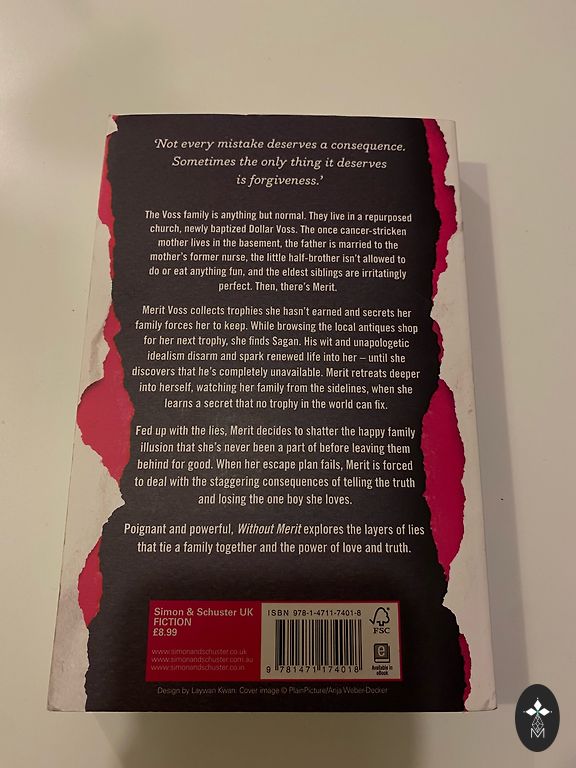 ‘Not every mistake deserves a consequence.
Sometimes the only thing it deserves
is forgiveness.’
The Voss family is anything but normal. They live in a repurposed
church, newly baptized Dollar Voss. The once cancer-stricken
mother lives in the basement, the father is married to the
mother’s former nurse, the little half-brother isn’t allowed to
do or eat anything fun, and the eldest siblings are irritatingly
perfect. Then, there’s Merit.
Merit Voss collects trophies she hasn’t earned and secrets her
family forces her to keep. While browsing the local antiques shop
for her next trophy, she finds Sagan. His wit and unapologetic
idealism disarm and spark renewed life into her – until she
discovers that he’s completely unavailable. Merit retreats deeper
into herself, watching her family from the sidelines, when she
learns a secret that no trophy in the world can fix.
Fed up with the lies, Merit decides to shatter the happy family
illusion that she’s never been a part of before leaving them
behind for good. When her escape plan fails, Merit is forced
to deal with the staggering consequences of telling the truth
and losing the one boy she loves.
Poignant and powerful, Without Merit explores the layers of lies
that tie a family together and the power of love and truth.
Simon & Schuster UK
FICTION
£8.99
www.simonandschuster.co.uk
www.simonandschuster.com.au
www.simonandschuster.co.in
ISBN 978-1-4711-7401-8
9 781471 174018
FSC
e
Available in
eBook
Design by Laywan Kwan. Cover image © PlainPicture/Anja Weber-Decker
M